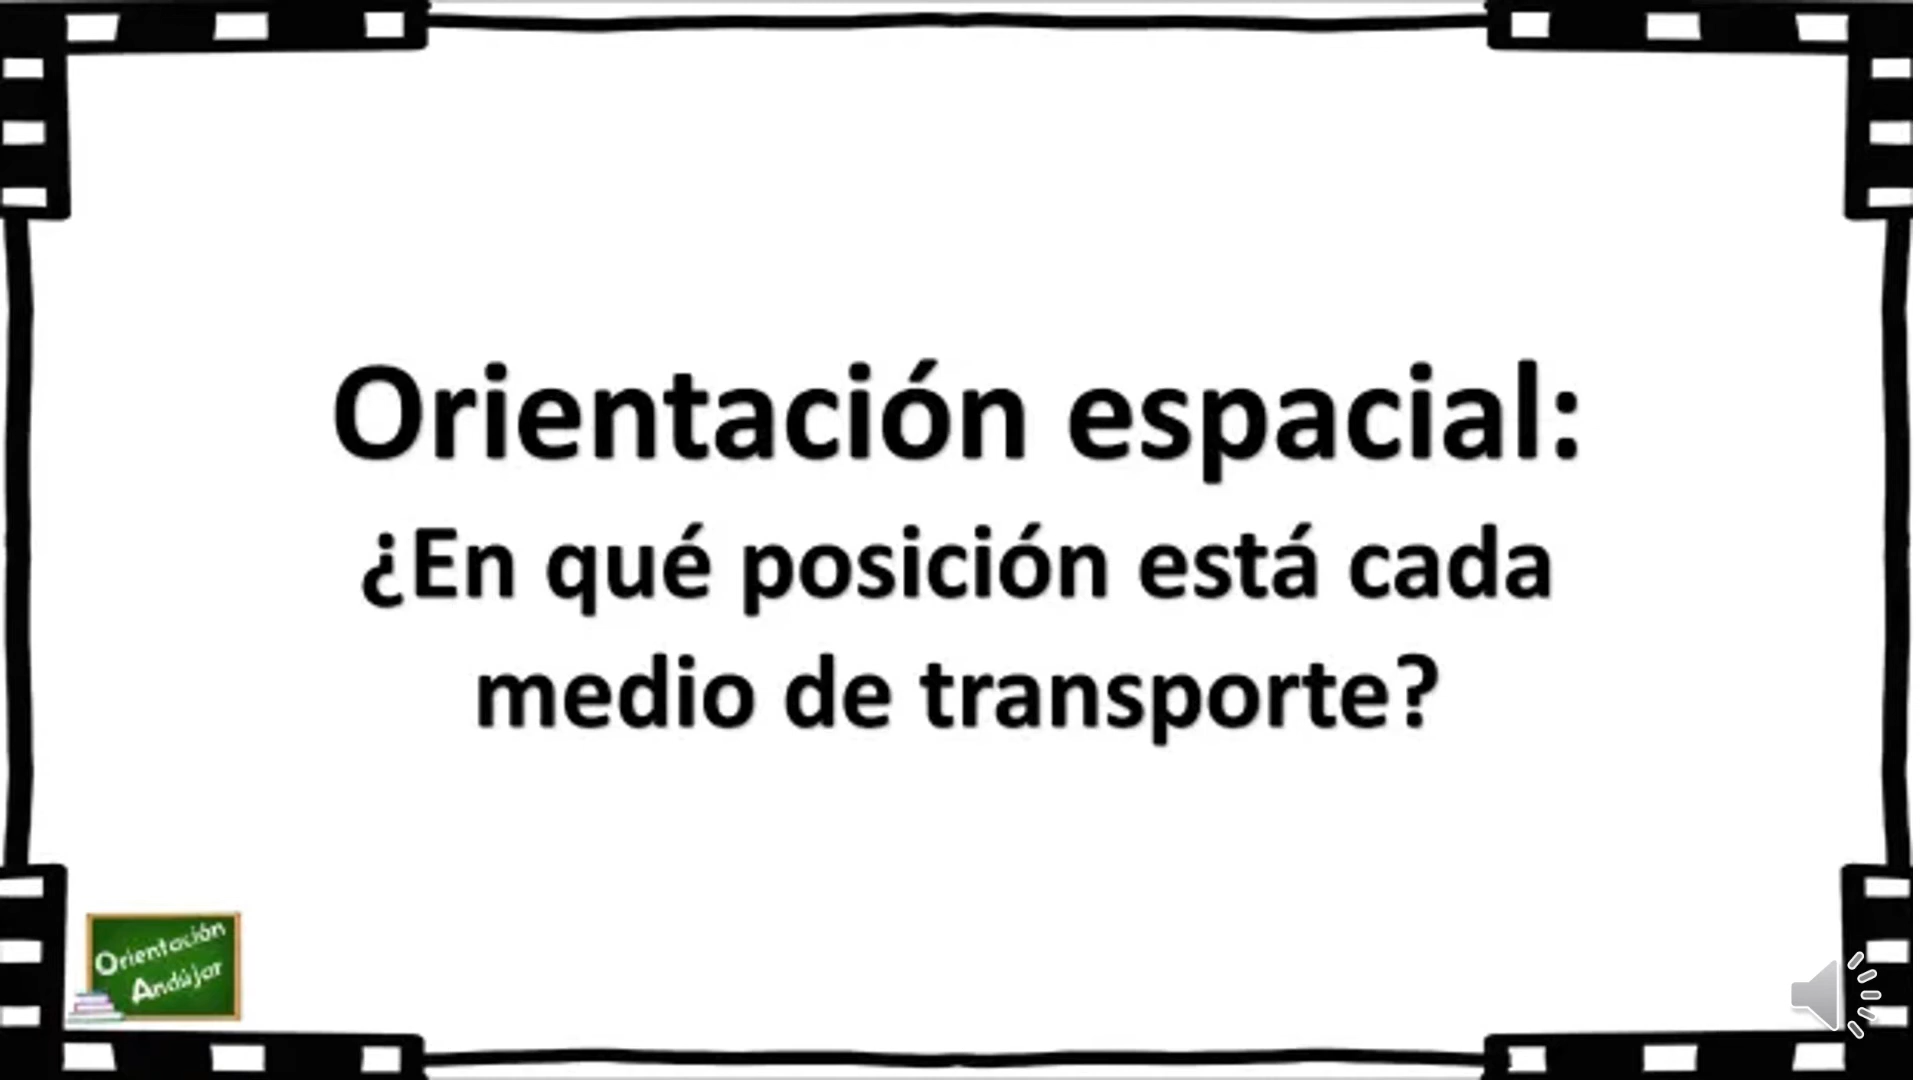 Orientación espacial:
¿En qué posición está cada
medio de transporte?
Orientación
Andújar